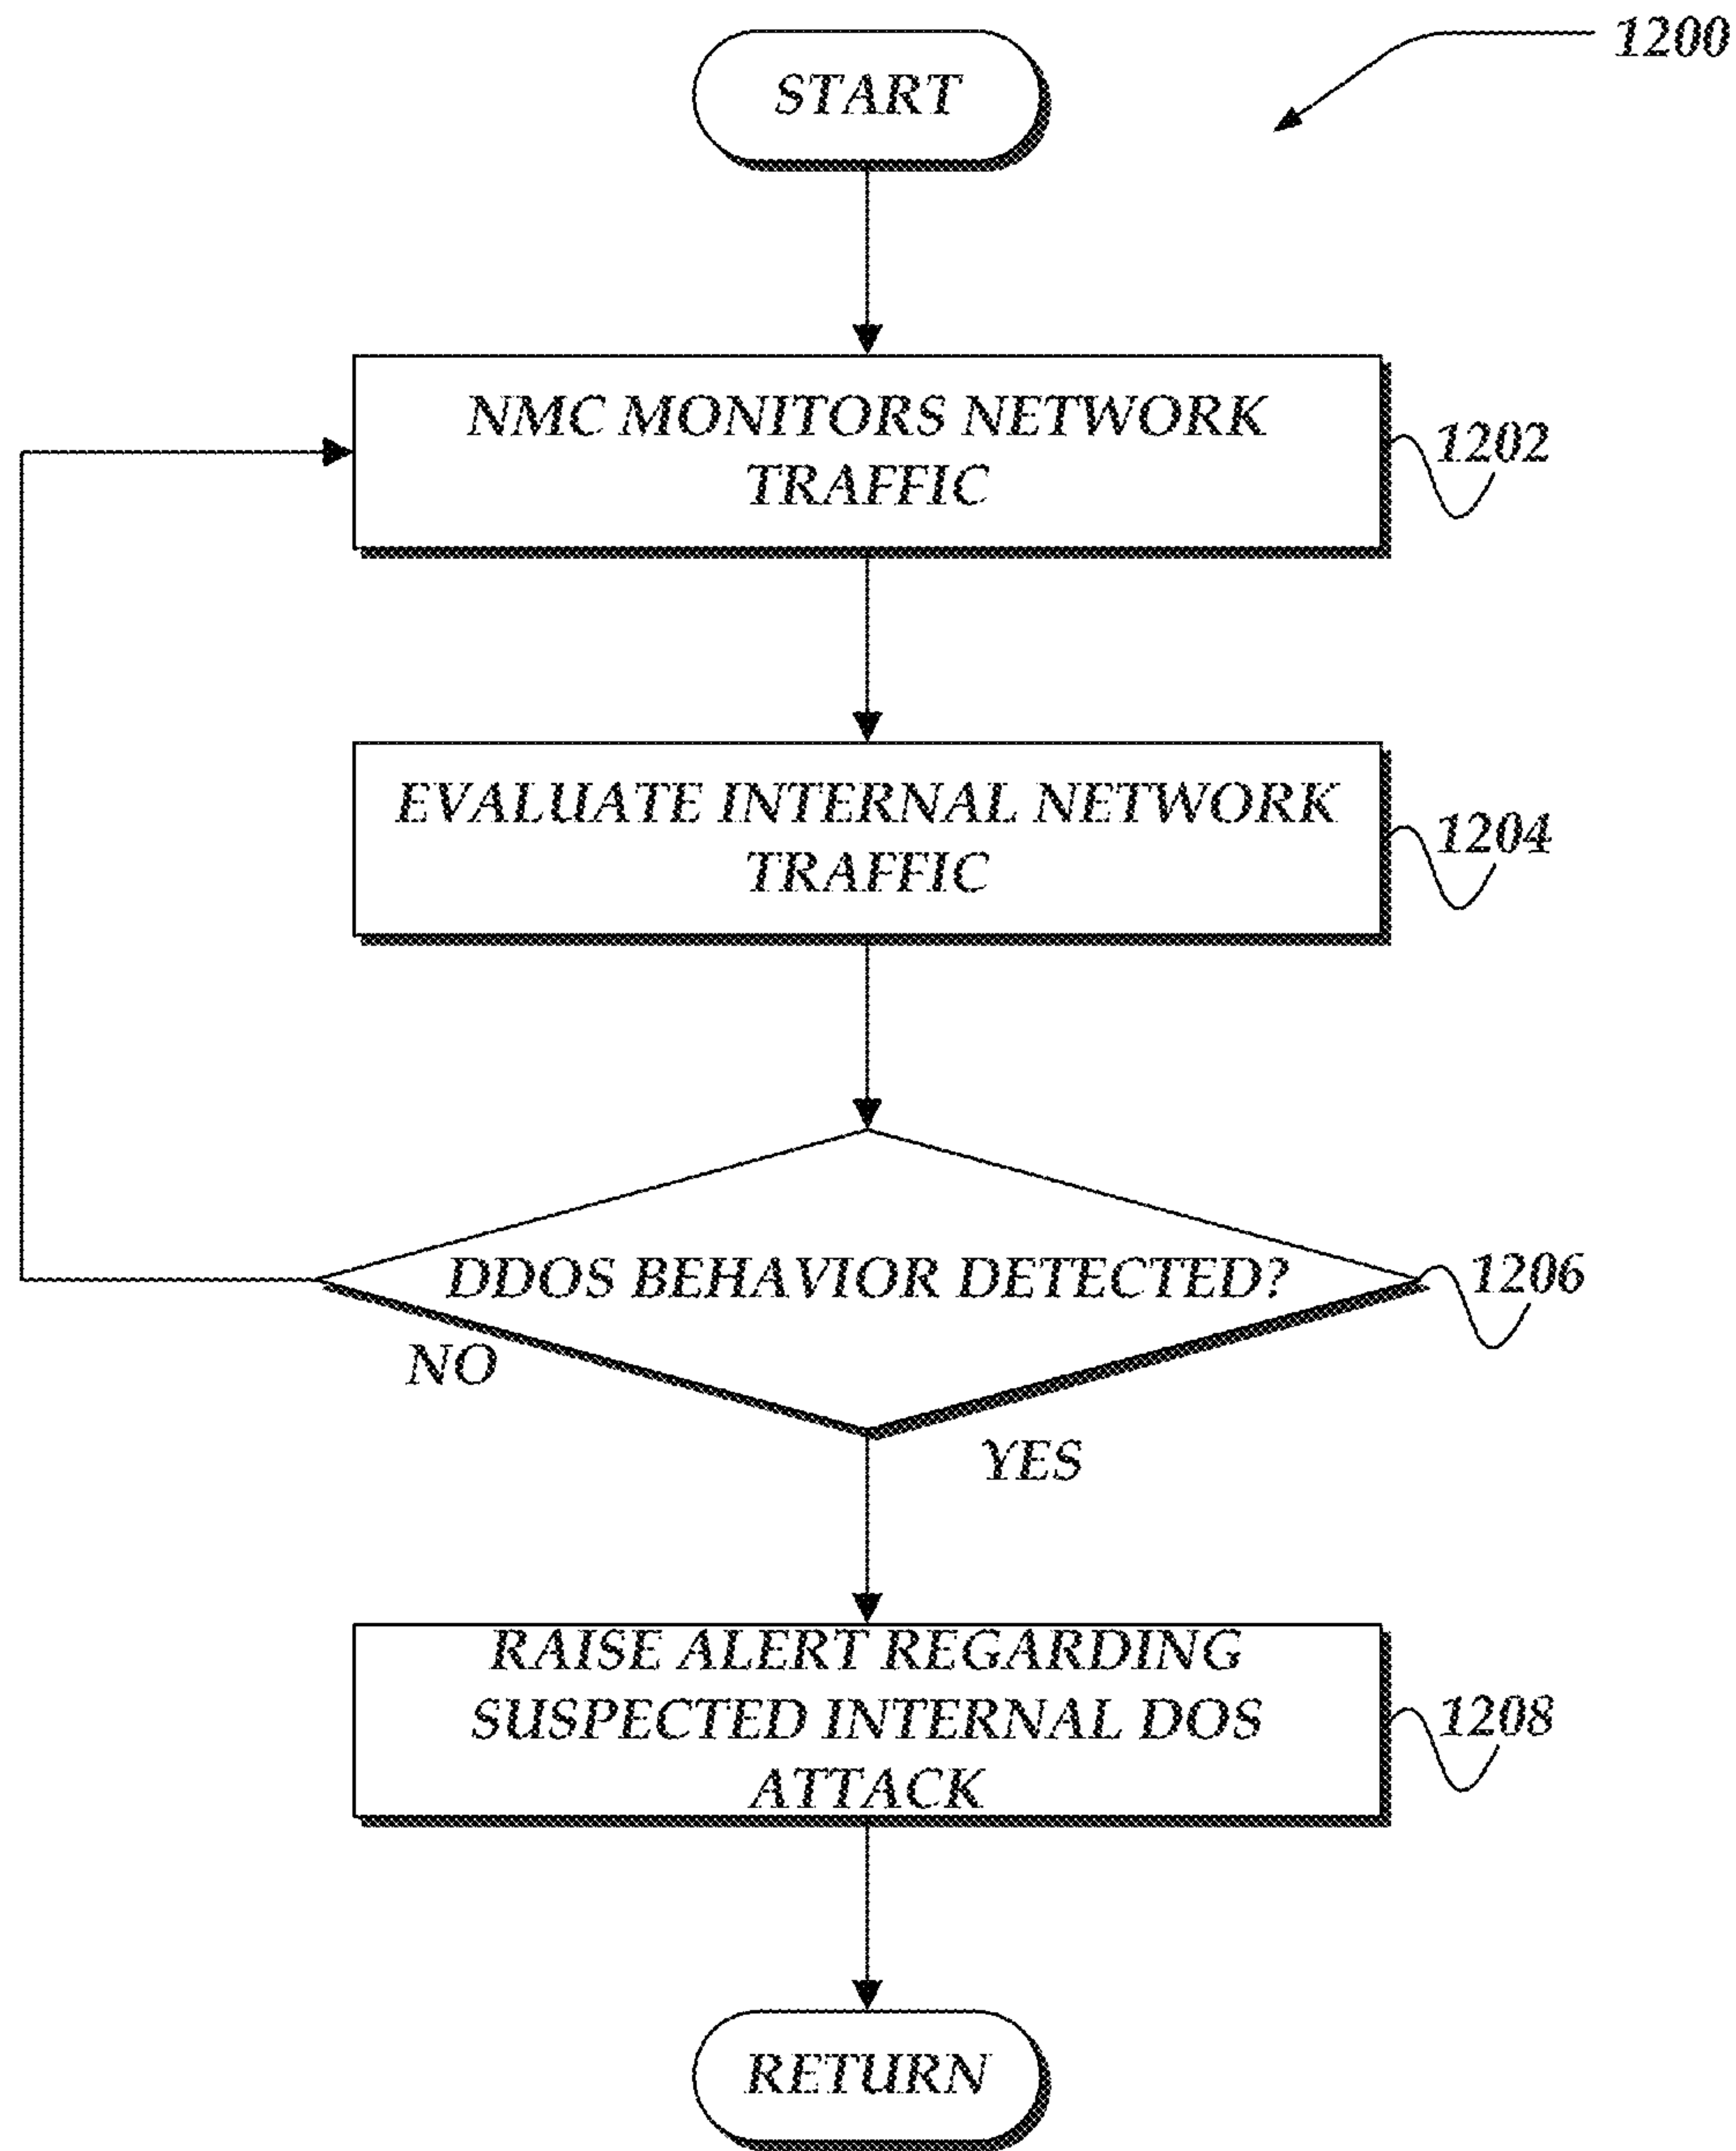 1200
START
NMC MONITORS NETWORK
TRAFFIC
1202
EVALUATE INTERNAL NETWORK
TRAFFIC
1204
DDOS BEHAVIOR DETECTED?
1206
NO
YES
RAISE ALERT REGARDING
SUSPECTED INTERNAL DOS
ATTACK
1208
RETURN